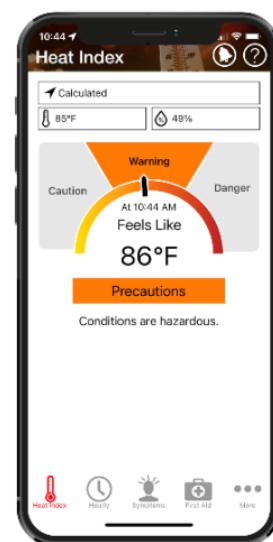 10:44
Heat Index
Calculated
85°F
49%
Warning
Caution
Danger
At 10:44 AM
Feels Like
86°F
Precautions
Conditions are hazardous.
Heat Index
Hourly
Symptoms
First Aid
More